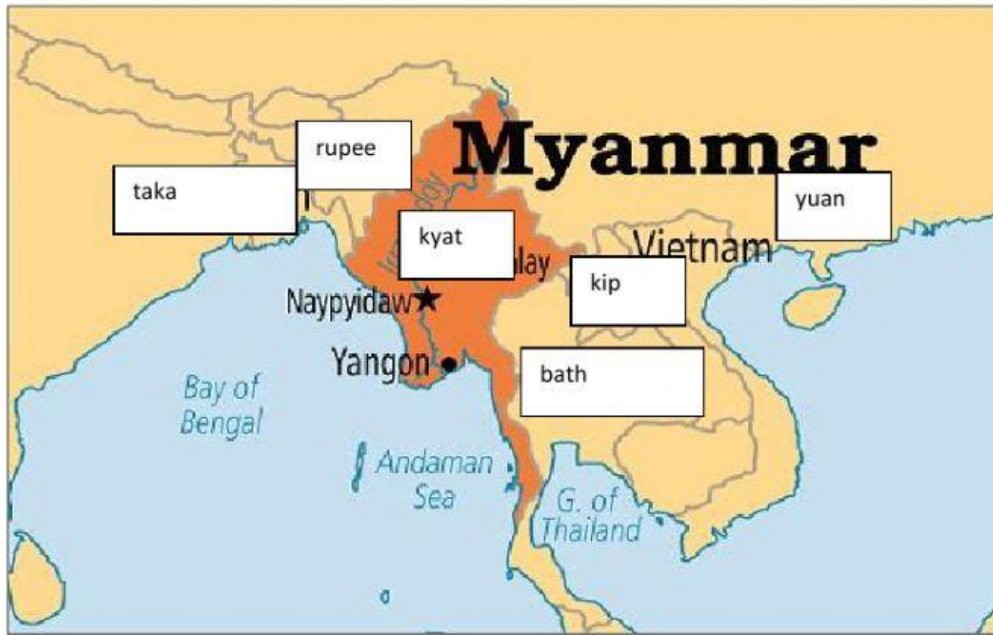 Myanmar
rupee
taka
yuan
kyat
Vietnam
kip
Naypyidaw
Yangon
bath
Bay of
Bengal
Andaman
Sea
G. of
Thailand